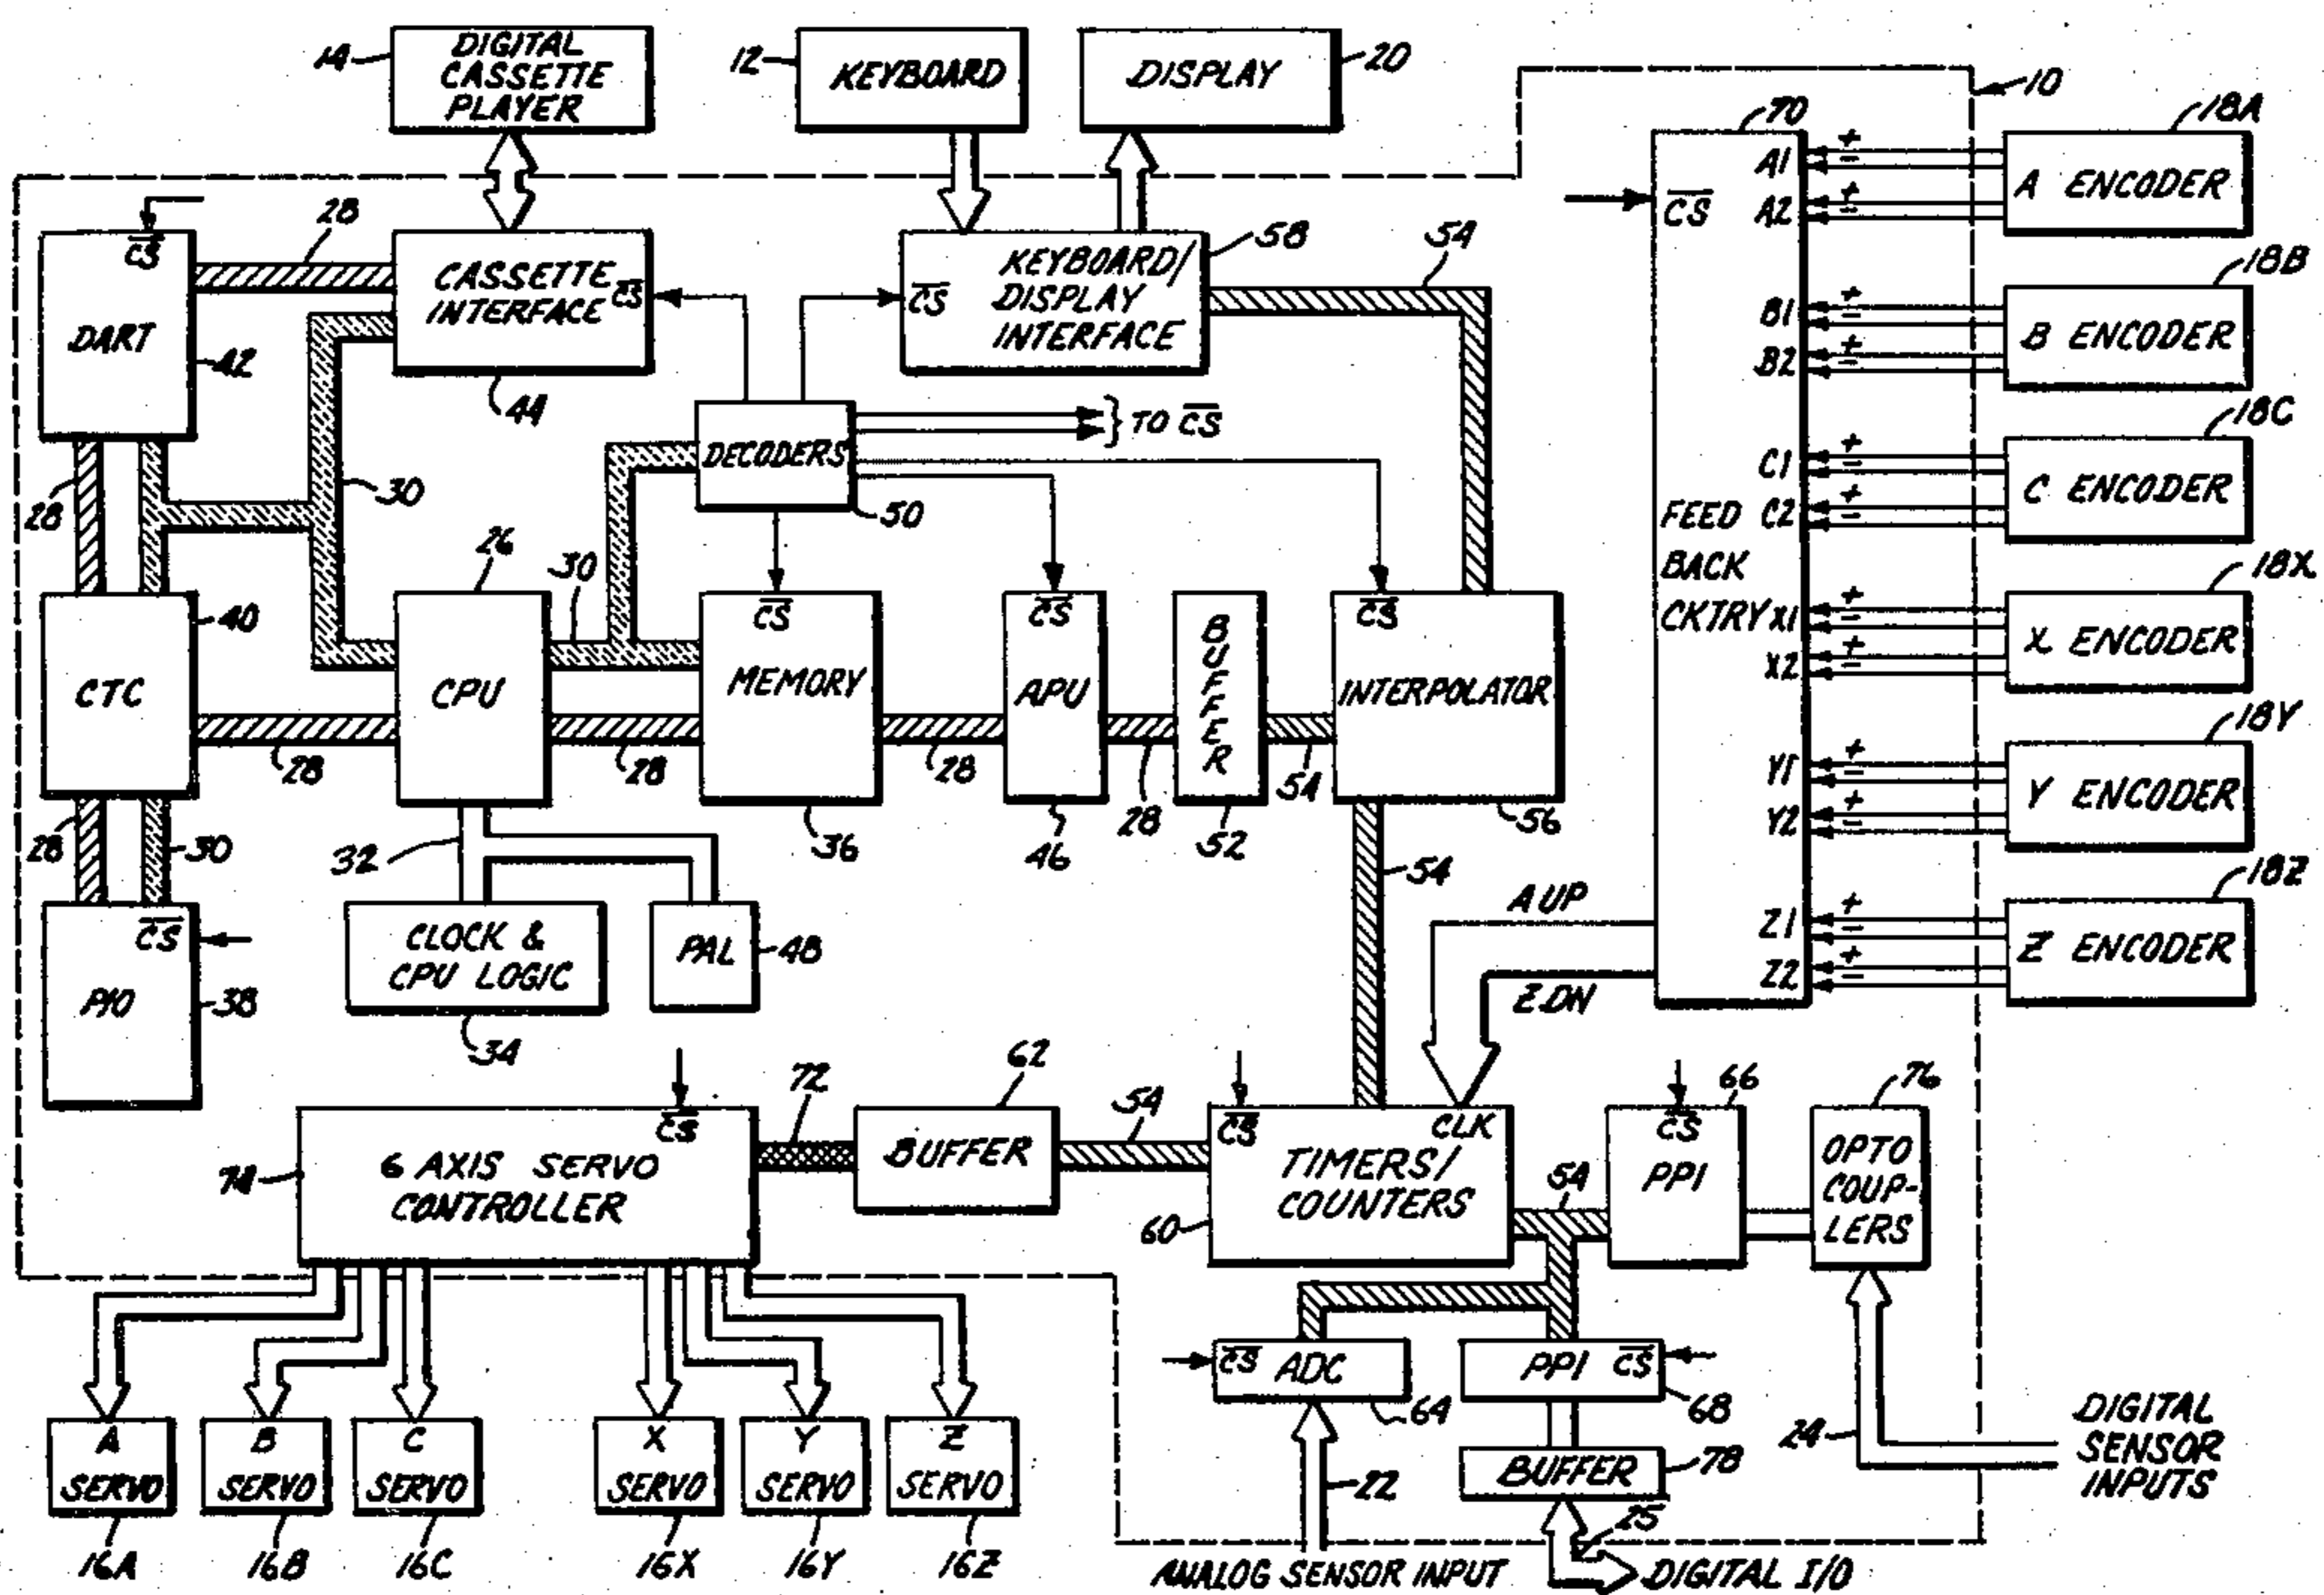 14
DIGITAL
CASSETTE
PLAYER
12
KEYBOARD
DISPLAY
20
10
70
18A
A1 + -
A2 + -
A ENCODER
CS
18B
B1 + -
B2 + -
B ENCODER
18C
C1 + -
C2 + -
C ENCODER
FEED
BACK
CKTRY
18X
X1 + -
X2 + -
X ENCODER
18Y
Y1 + -
Y2 + -
Y ENCODER
18Z
Z1 + -
Z2 + -
Z ENCODER
CS
DART
42
28
CASSETTE
INTERFACE
CS
44
CS
KEYBOARD/
DISPLAY
INTERFACE
58
54
DECODERS
50
} TO CS
28
30
CTC
40
28
26
CPU
30
28
CS
MEMORY
36
28
CS
APU
46
28
BUFFER
52
54
CS
INTERPOLATOR
56
54
28
30
CS
PIO
38
32
CLOCK &
CPU LOGIC
34
PAL
48
A UP
Z DN
CS
6 AXIS SERVO
CONTROLLER
74
72
62
BUFFER
54
CS
CLK
TIMERS/
COUNTERS
60
54
66
CS
PPI
76
OPTO
COUP-
LERS
CS ADC
64
PPI CS
68
BUFFER
78
22
25
24
DIGITAL
SENSOR
INPUTS
A
SERVO
16A
B
SERVO
16B
C
SERVO
16C
X
SERVO
16X
Y
SERVO
16Y
Z
SERVO
16Z
ANALOG SENSOR INPUT
DIGITAL I/O